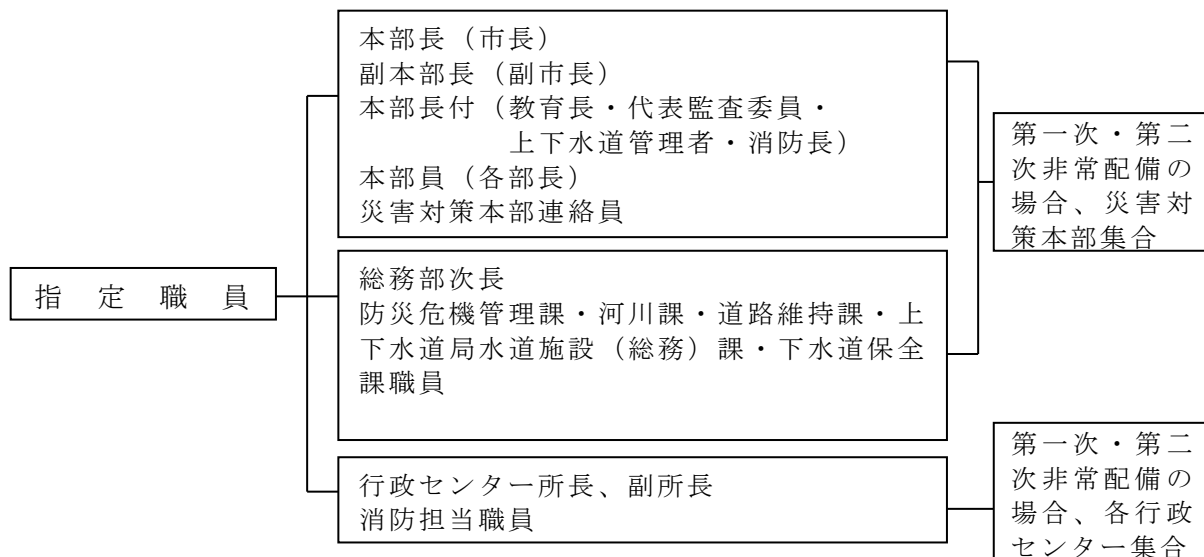 本部長（市長）
副本部長（副市長）
本部長付（教育長・代表監査委員・
上下水道管理者・消防長）
本部員（各部長）
災害対策本部連絡員
第一次・第二
次非常配備の
場合、災害対
策本部集合
指定職員
総務部次長
防災危機管理課・河川課・道路維持課・上
下水道局水道施設（総務）課・下水道保全
課職員
行政センター所長、副所長
消防担当職員
第一次・第二
次非常配備の
場合、各行政
センター集合